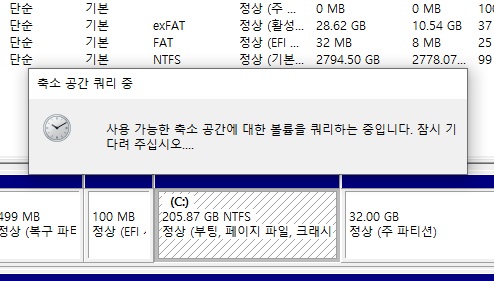 단순 기본 정상 (주 ... 0 MB 0 MB
단순 기본 exFAT 정상 (활성... 28.62 GB 10.54 GB 37
단순 기본 FAT 정상 (EFI ... 32 MB 8 MB 25
단순 기본 NTFS 정상 (기본... 2794.50 GB 2778.07... 99
축소 공간 쿼리 중
사용 가능한 축소 공간에 대한 볼륨을 쿼리하는 중입니다. 잠시 기
다려 주십시오....
499 MB
정상 (복구 파티
100 MB
정상 (EFI
(C:)
205.87 GB NTFS
정상 (부팅, 페이지 파일, 크래시
32.00 GB
정상 (주 파티션)